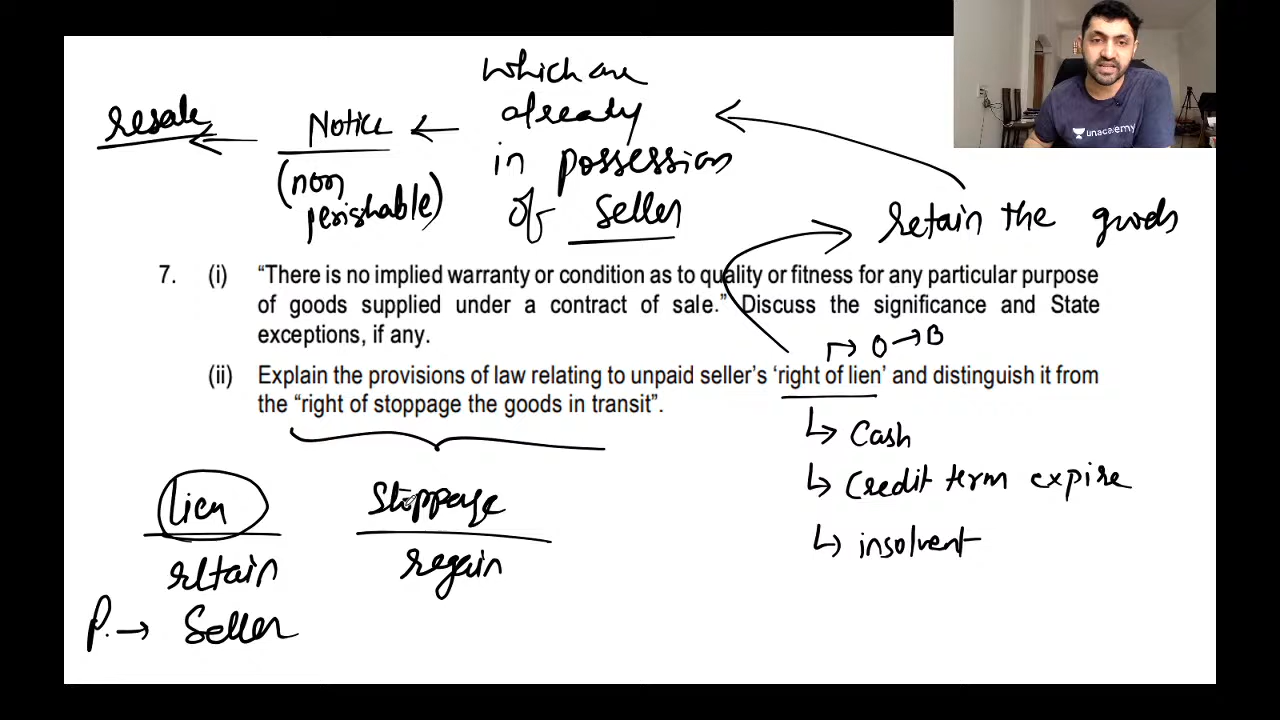 which are
already
in possession
of seller
Notice
(non
perishable)
resale
retain the goods
unacademy
7. (i) “There is no implied warranty or condition as to quality or fitness for any particular purpose
of goods supplied under a contract of sale.” Discuss the significance and State
exceptions, if any.
O → B
(ii) Explain the provisions of law relating to unpaid seller’s ‘right of lien’ and distinguish it from
the “right of stoppage the goods in transit”.
Cash
Credit term expire
insolvent
lien
stoppage
retain
regain
P. → Seller